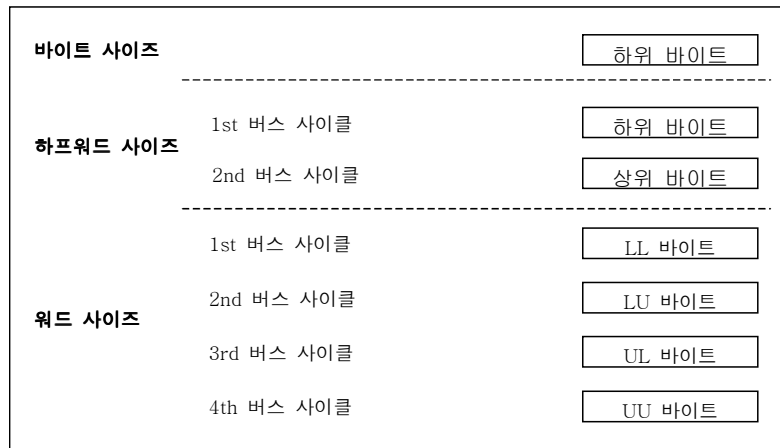 바이트 사이즈 하위 바이트
1st 버스 사이클 하위 바이트
하프워드 사이즈
2nd 버스 사이클 상위 바이트
1st 버스 사이클 LL 바이트
2nd 버스 사이클 LU 바이트
워드 사이즈
3rd 버스 사이클 UL 바이트
4th 버스 사이클 UU 바이트